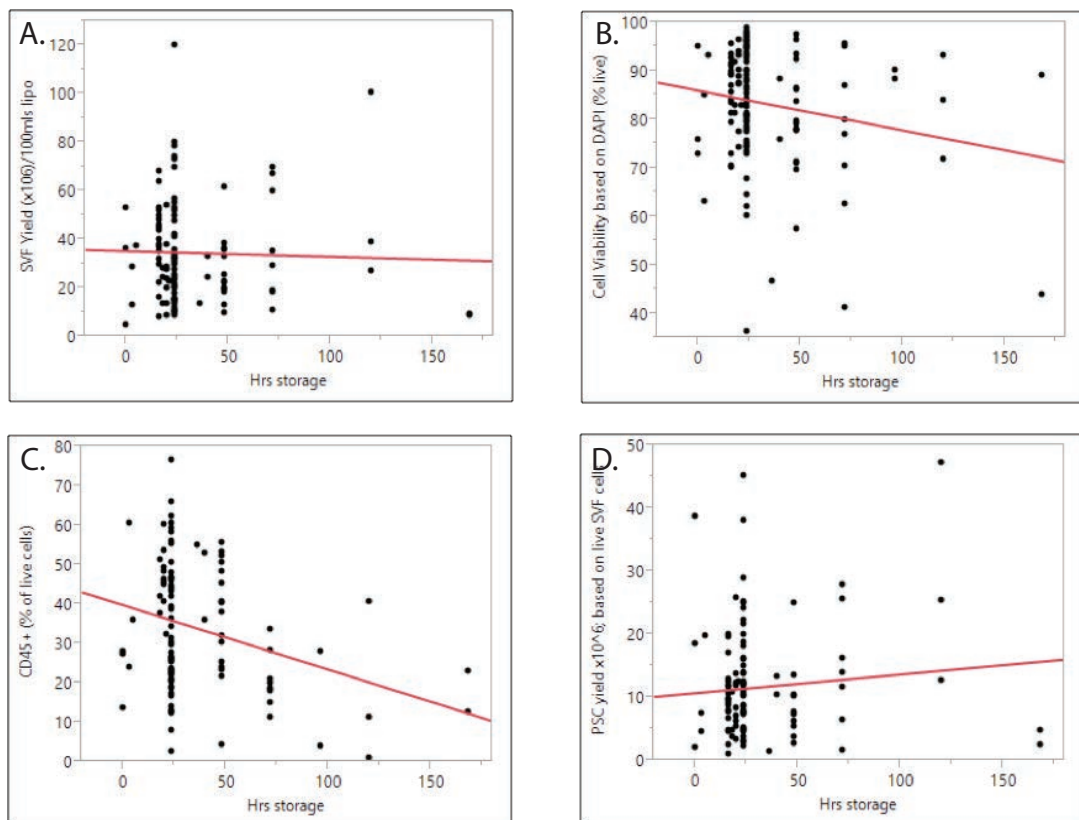 A.
SVF Yield (x106)/100mls lipo
120
100
80
60
40
20
0
0 50 100 150
Hrs storage
B.
Cell Viability based on DAPI (% live)
100
90
80
70
60
50
40
0 50 100 150
Hrs storage
C.
CD45+ (% of live cells)
80
70
60
50
40
30
20
10
0
0 50 100 150
Hrs storage
D.
PSC yield x10^6; based on live SVF cells
50
40
30
20
10
0
0 50 100 150
Hrs storage